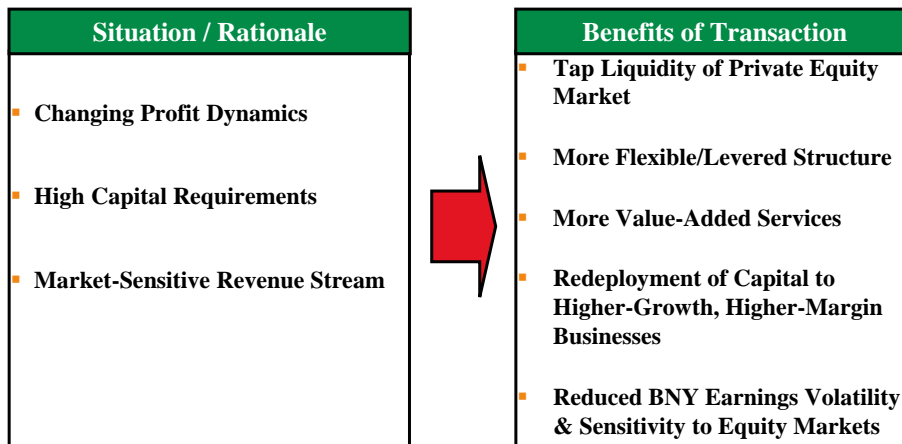 Situation / Rationale
Changing Profit Dynamics
High Capital Requirements
Market-Sensitive Revenue Stream
Benefits of Transaction
Tap Liquidity of Private Equity
Market
More Flexible/Levered Structure
More Value-Added Services
Redeployment of Capital to
Higher-Growth, Higher-Margin
Businesses
Reduced BNY Earnings Volatility
& Sensitivity to Equity Markets